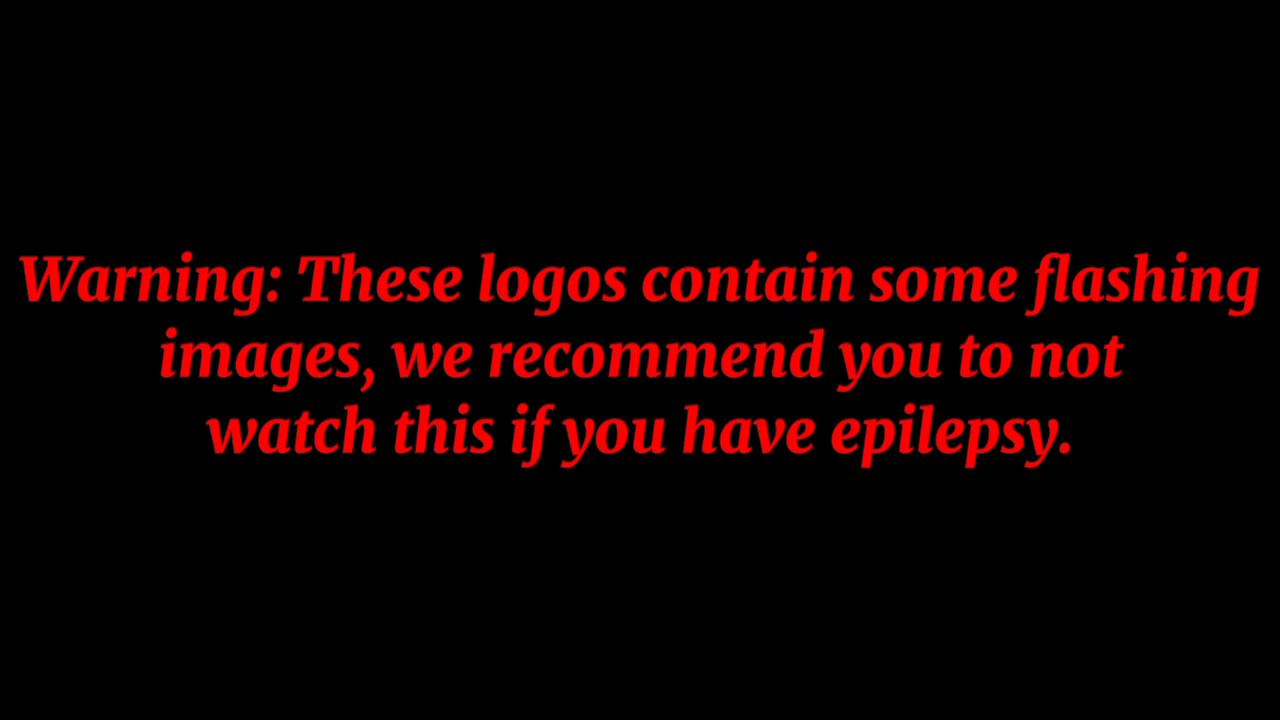 Warning: These logos contain some flashing
images, we recommend you to not
watch this if you have epilepsy.